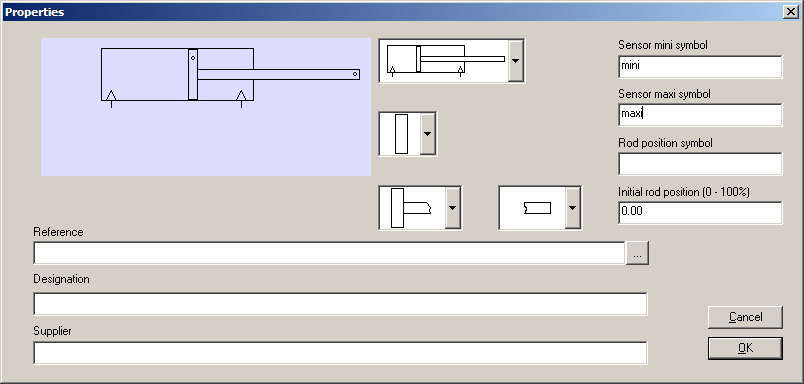 Properties
Sensor mini symbol
mini
Sensor maxi symbol
maxi
Rod position symbol
Initial rod position (0 - 100%)
0.00
Reference
...
Designation
Supplier
Cancel
OK